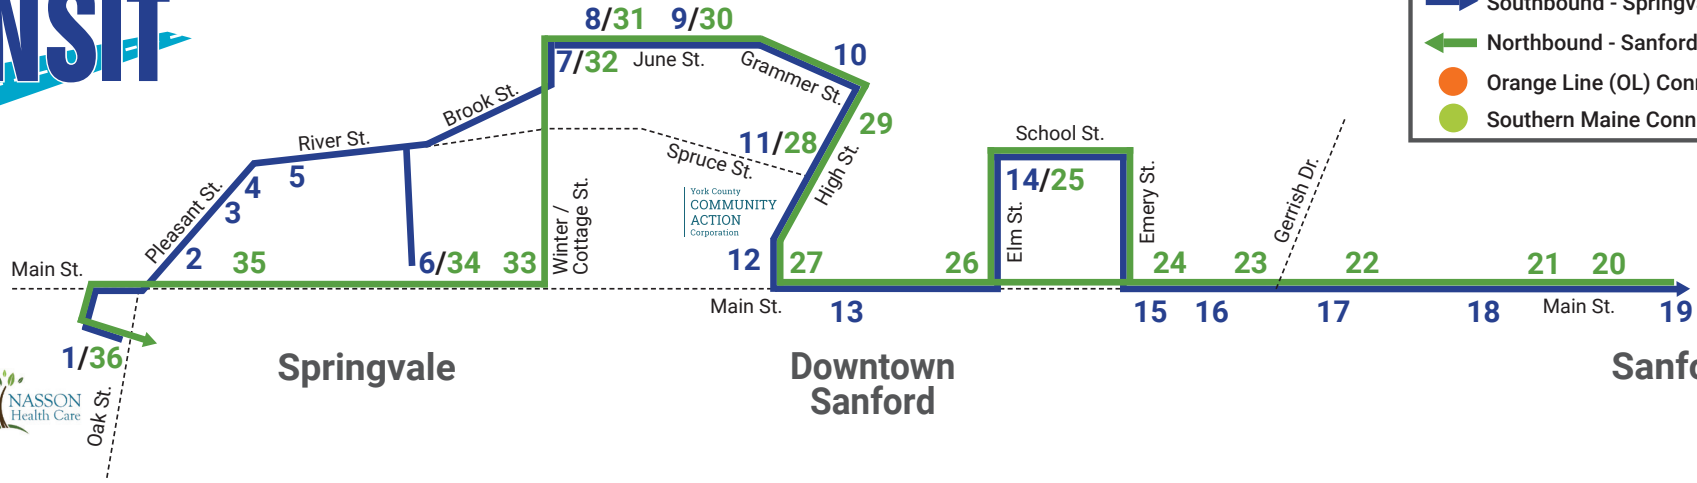 NSIT
Southbound - Springv
Northbound - Sanford
Orange Line (OL) Conn
Southern Maine Conn
8/31 9/30
7/32 June St.
Grammer St.
10
Brook St.
River St.
29
11/28
Spruce St.
High St.
School St.
4
5
3
Pleasant St.
14/25
York County
COMMUNITY
ACTION
Corporation
Winter /
Cottage St.
Elm St.
Emery St.
Gerrish Dr.
Main St.
2 35 6/34 33
12 27 26 24 23 22 21 20
Main St.
13 15 16 17 18
Main St.
19
1/36
Springvale
Downtown
Sanford
Sanfo
NASSON
Health Care
Oak St.